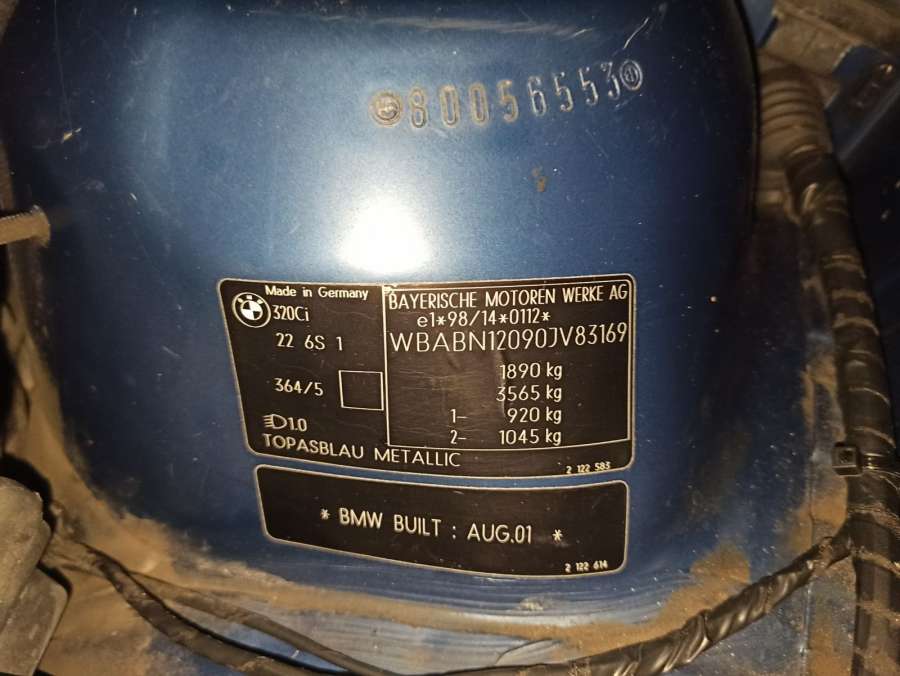 80056553
Made in Germany
320Ci
22 6S 1
364/5
1.0
TOPASBLAU METALLIC
BAYERISCHE MOTOREN WERKE AG
e1*98/14*0112*
WBABN12090JV83169
1890 kg
3565 kg
1- 920 kg
2- 1045 kg
2 122 583
* BMW BUILT : AUG.01 *
2 122 614